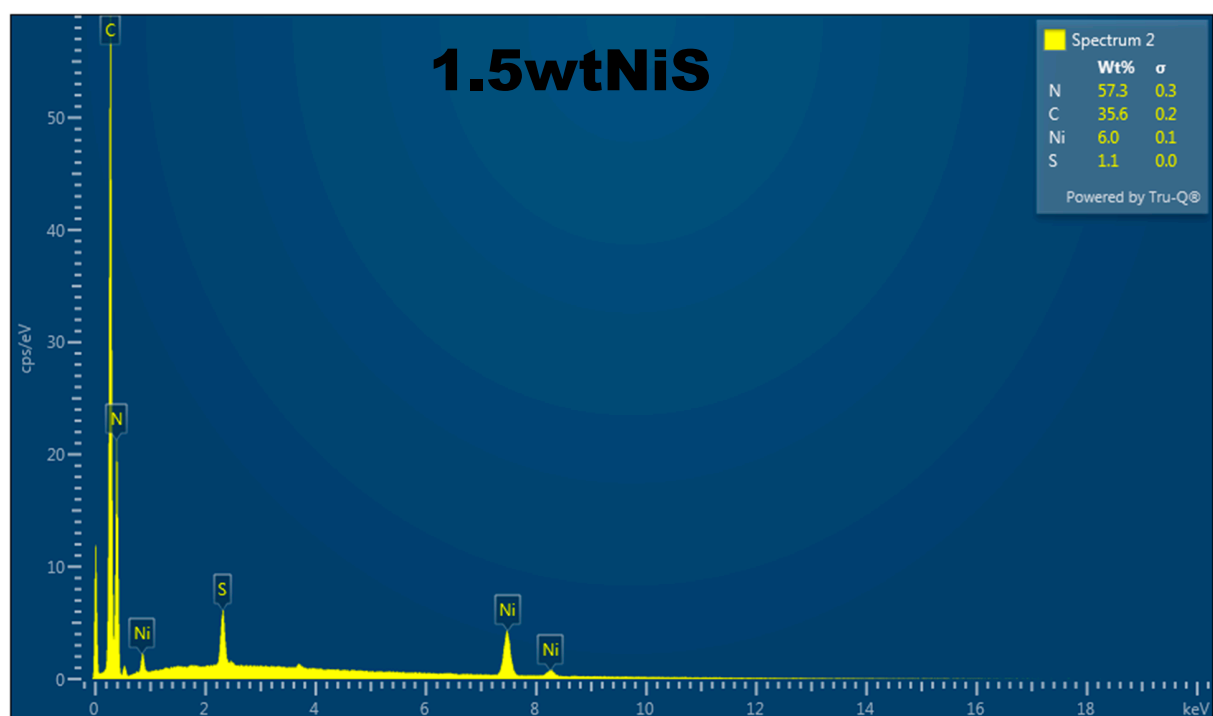 1.5wtNiS
Spectrum 2
Wt% σ
N 57.3 0.3
C 35.6 0.2
Ni 6.0 0.1
S 1.1 0.0
Powered by Tru-Q®
C
N
Ni
S
Ni
Ni
cps/eV
50
40
30
20
10
0
0 2 4 6 8 10 12 14 16 18 keV